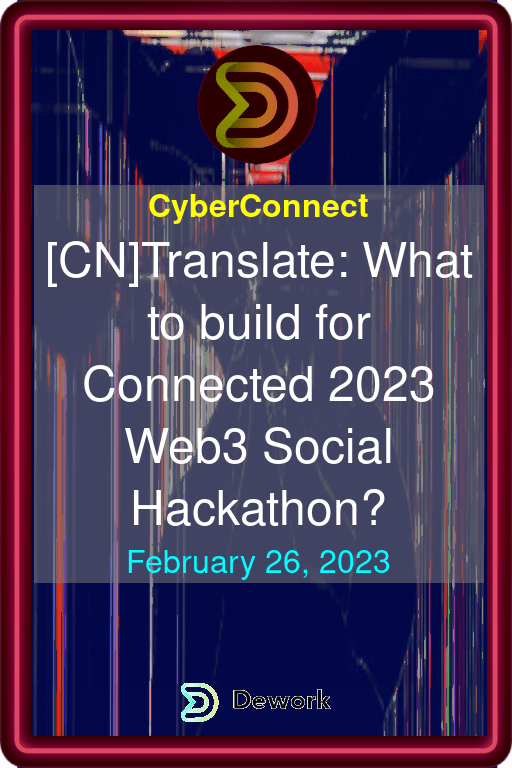 CyberConnect
[CN]Translate: What
to build for
Connected 2023
Web3 Social
Hackathon?
February 26, 2023
Dework